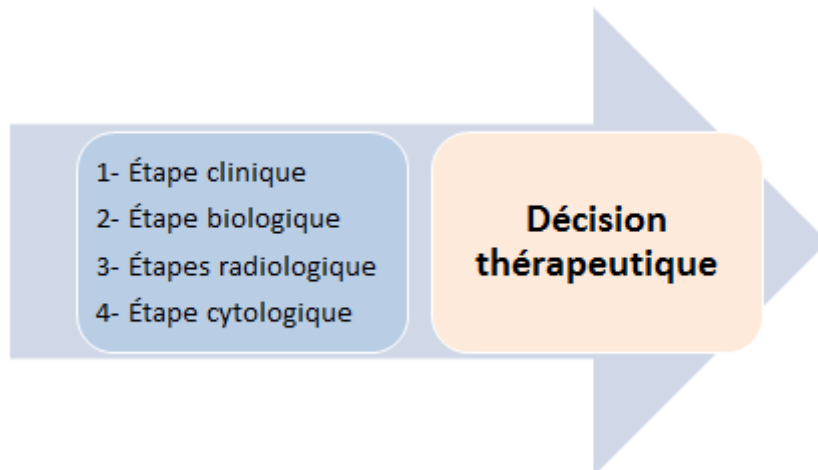 1- Étape clinique
2- Étape biologique
3- Étapes radiologique
4- Étape cytologique
Décision
thérapeutique